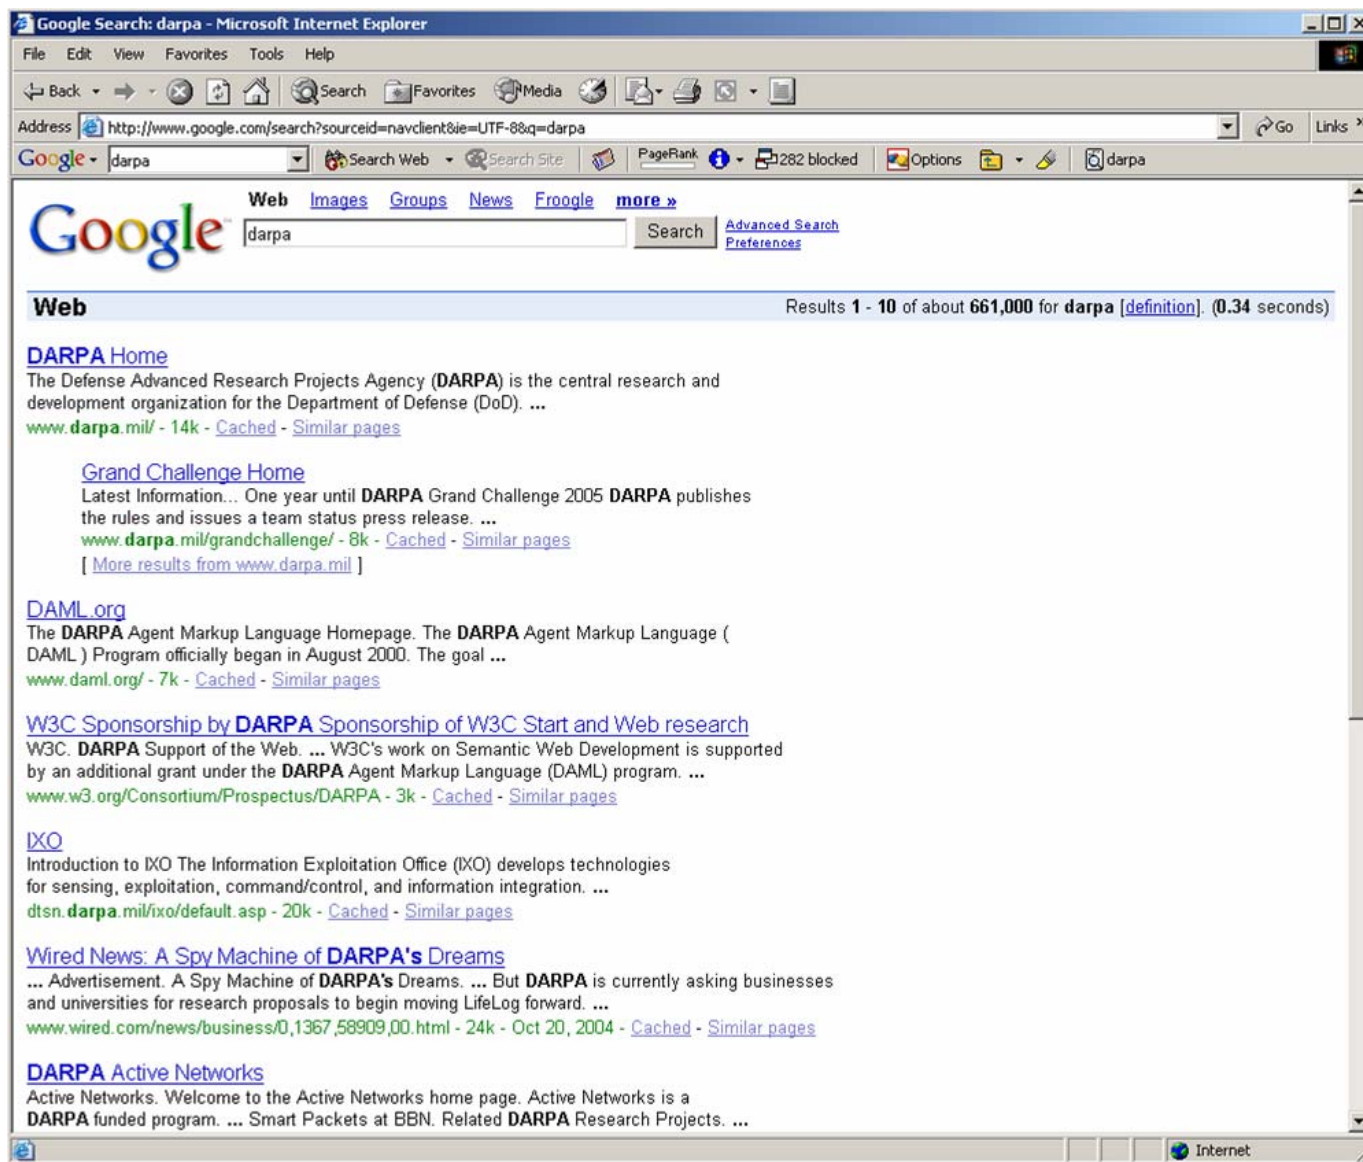 Google Search: darpa - Microsoft Internet Explorer
File Edit View Favorites Tools Help
Back Search Favorites Media
Address http://www.google.com/search?sourceid=navclient&ie=UTF-8&q=darpa Go Links »
Google darpa Search Web Search Site PageRank 282 blocked Options darpa
Web Images Groups News Froogle more »
Google™ darpa Search Advanced Search
Preferences
Web Results 1 - 10 of about 661,000 for darpa [definition]. (0.34 seconds)
DARPA Home
The Defense Advanced Research Projects Agency (DARPA) is the central research and
development organization for the Department of Defense (DoD). ...
www.darpa.mil/ - 14k - Cached - Similar pages
Grand Challenge Home
Latest Information... One year until DARPA Grand Challenge 2005 DARPA publishes
the rules and issues a team status press release. ...
www.darpa.mil/grandchallenge/ - 8k - Cached - Similar pages
[ More results from www.darpa.mil ]
DAML.org
The DARPA Agent Markup Language Homepage. The DARPA Agent Markup Language (
DAML ) Program officially began in August 2000. The goal ...
www.daml.org/ - 7k - Cached - Similar pages
W3C Sponsorship by DARPA Sponsorship of W3C Start and Web research
W3C. DARPA Support of the Web. ... W3C's work on Semantic Web Development is supported
by an additional grant under the DARPA Agent Markup Language (DAML) program. ...
www.w3.org/Consortium/Prospectus/DARPA - 3k - Cached - Similar pages
IXO
Introduction to IXO The Information Exploitation Office (IXO) develops technologies
for sensing, exploitation, command/control, and information integration. ...
dtsn.darpa.mil/ixo/default.asp - 20k - Cached - Similar pages
Wired News: A Spy Machine of DARPA's Dreams
... Advertisement. A Spy Machine of DARPA's Dreams. ... But DARPA is currently asking businesses
and universities for research proposals to begin moving LifeLog forward. ...
www.wired.com/news/business/0,1367,58909,00.html - 24k - Oct 20, 2004 - Cached - Similar pages
DARPA Active Networks
Active Networks. Welcome to the Active Networks home page. Active Networks is a
DARPA funded program. ... Smart Packets at BBN. Related DARPA Research Projects. ...
Internet